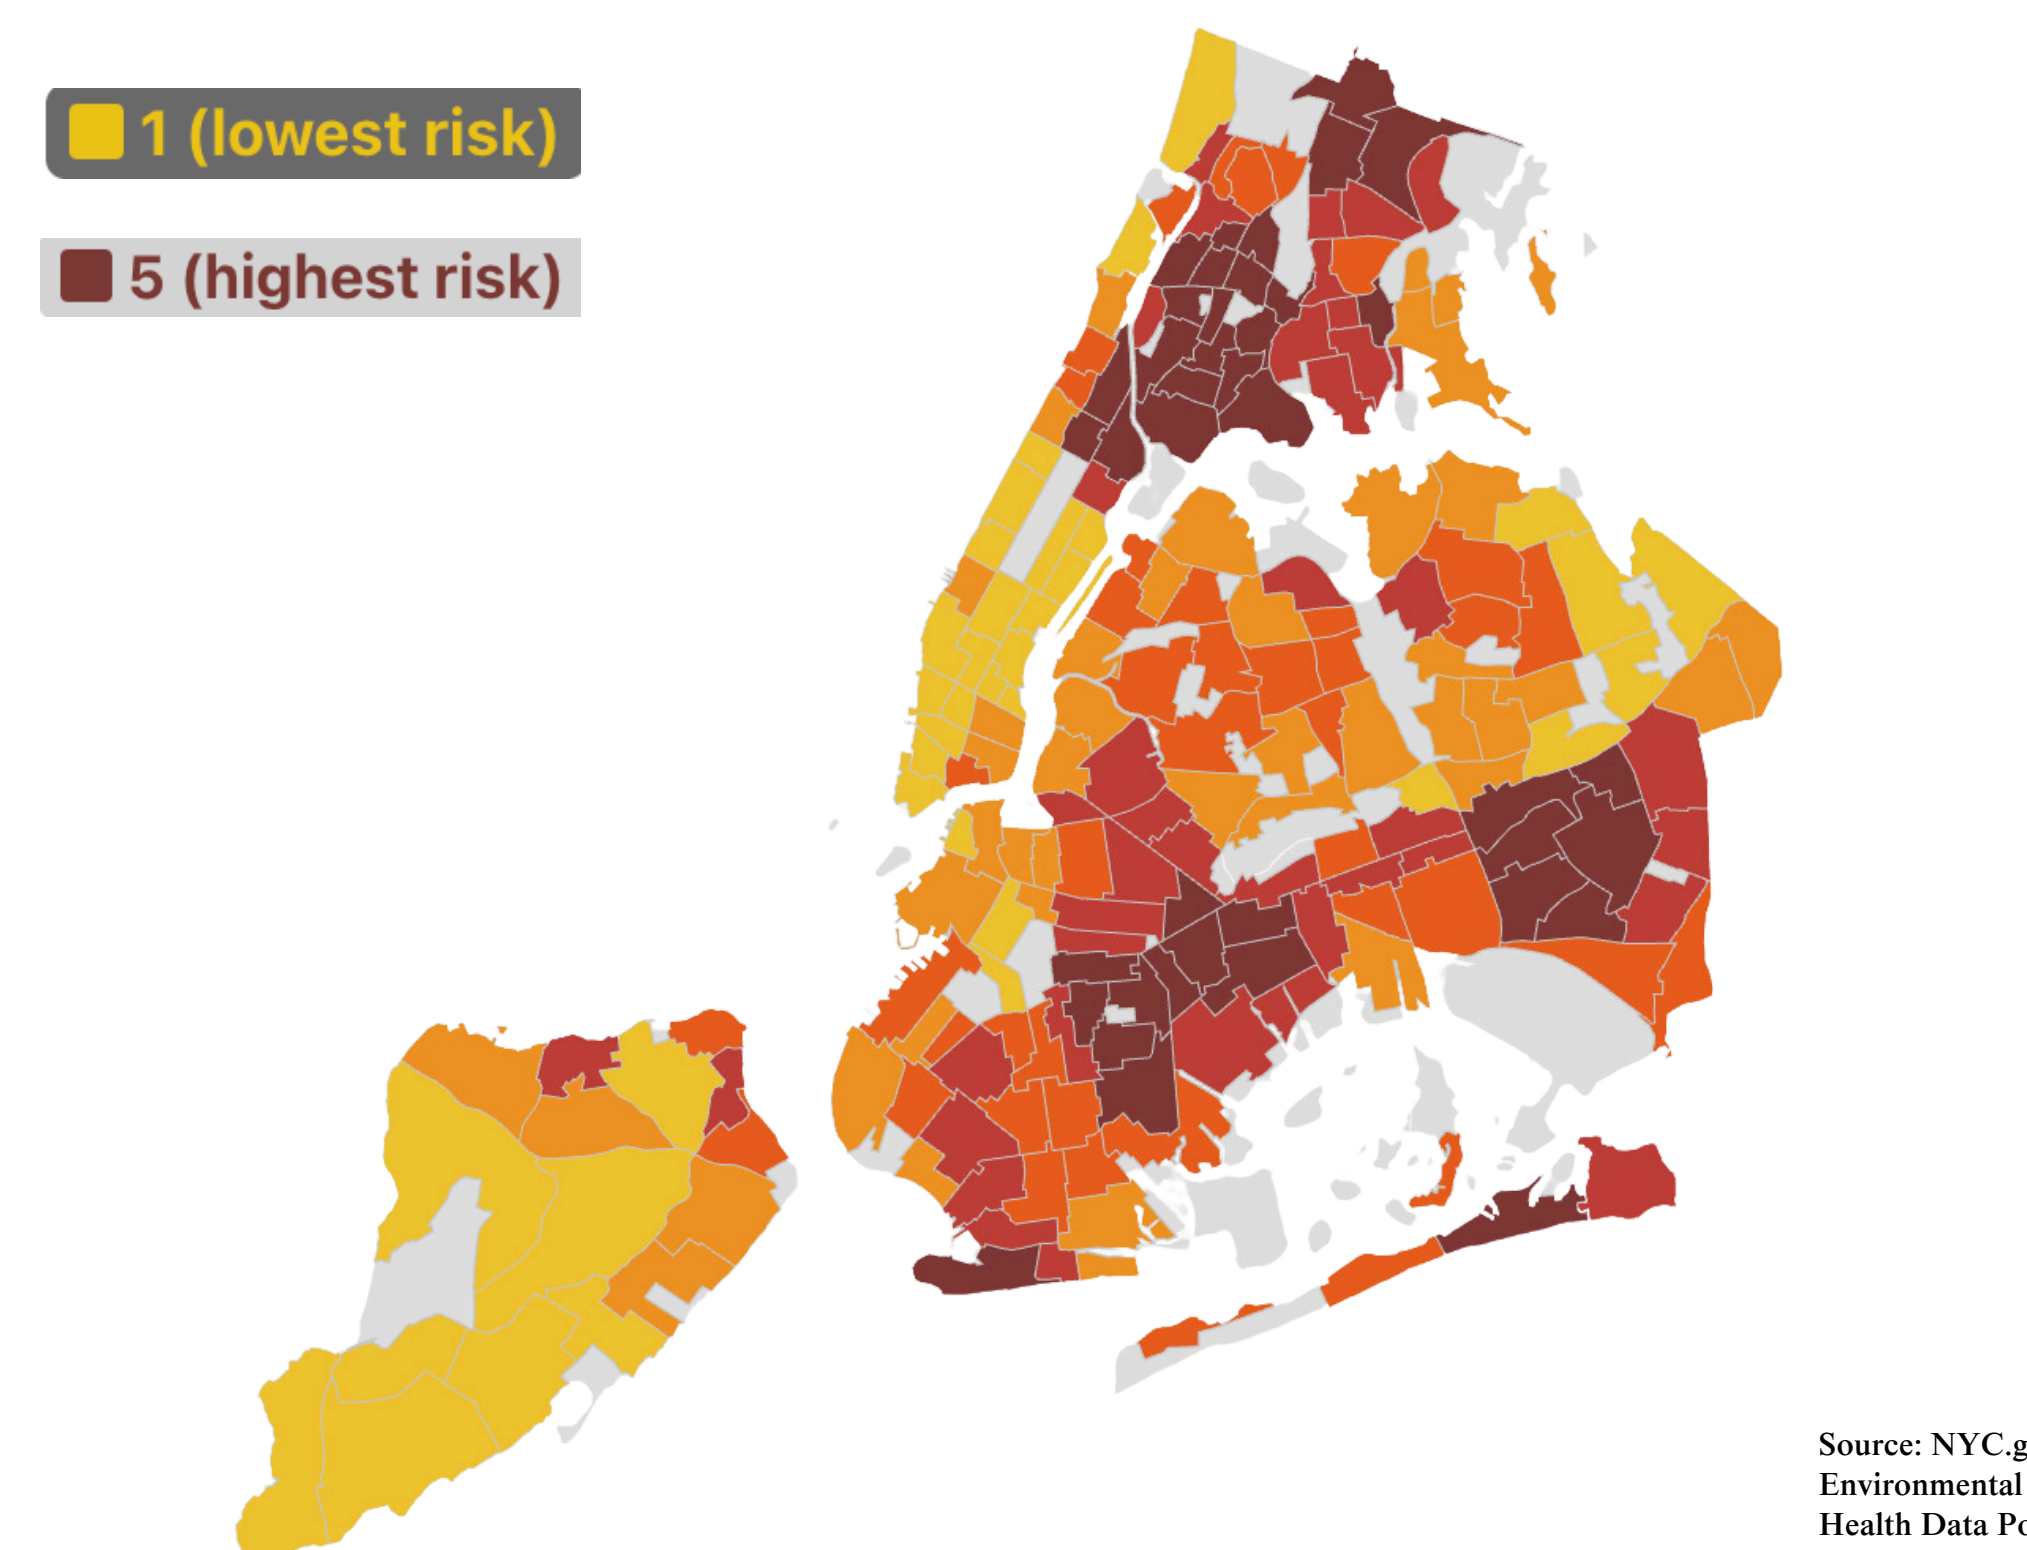 1 (lowest risk)
5 (highest risk)
Source: NYC.g
Environmental
Health Data Po